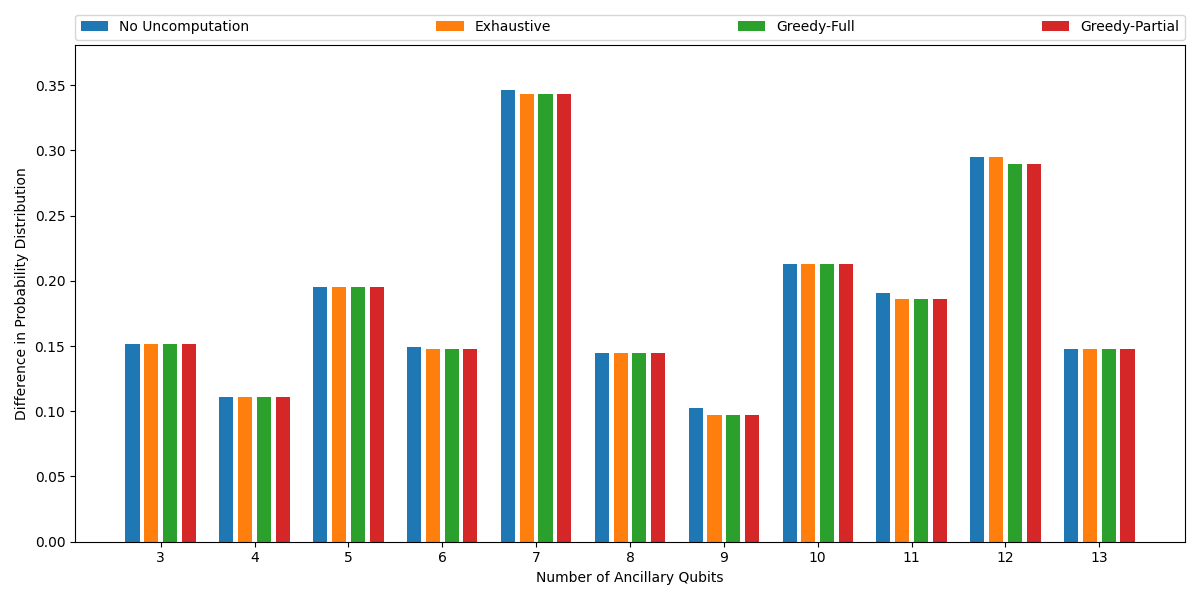 No Uncomputation Exhaustive Greedy-Full Greedy-Partial
Difference in Probability Distribution
0.35
0.30
0.25
0.20
0.15
0.10
0.05
0.00
3 4 5 6 7 8 9 10 11 12 13
Number of Ancillary Qubits